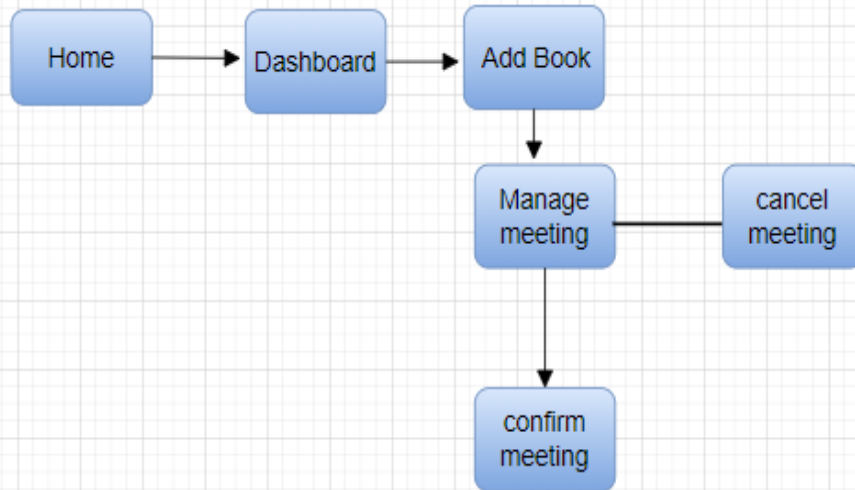 Home
Dashboard
Add Book
Manage
meeting
cancel
meeting
confirm
meeting